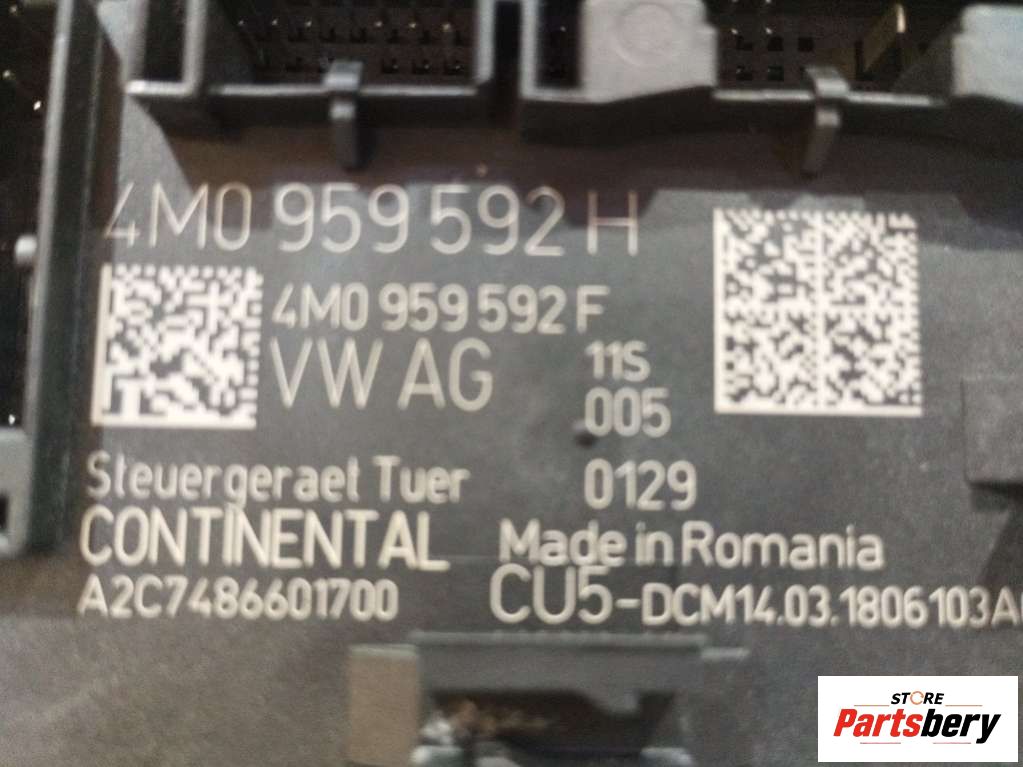 4M0 959 592 H
4M0 959 592 F
VW AG
11S
005
Steuergeraet Tuer
0129
CONTINENTAL
Made in Romania
A2C7486601700
CU5-DCM14.03.1806103A
STORE
Partsbery